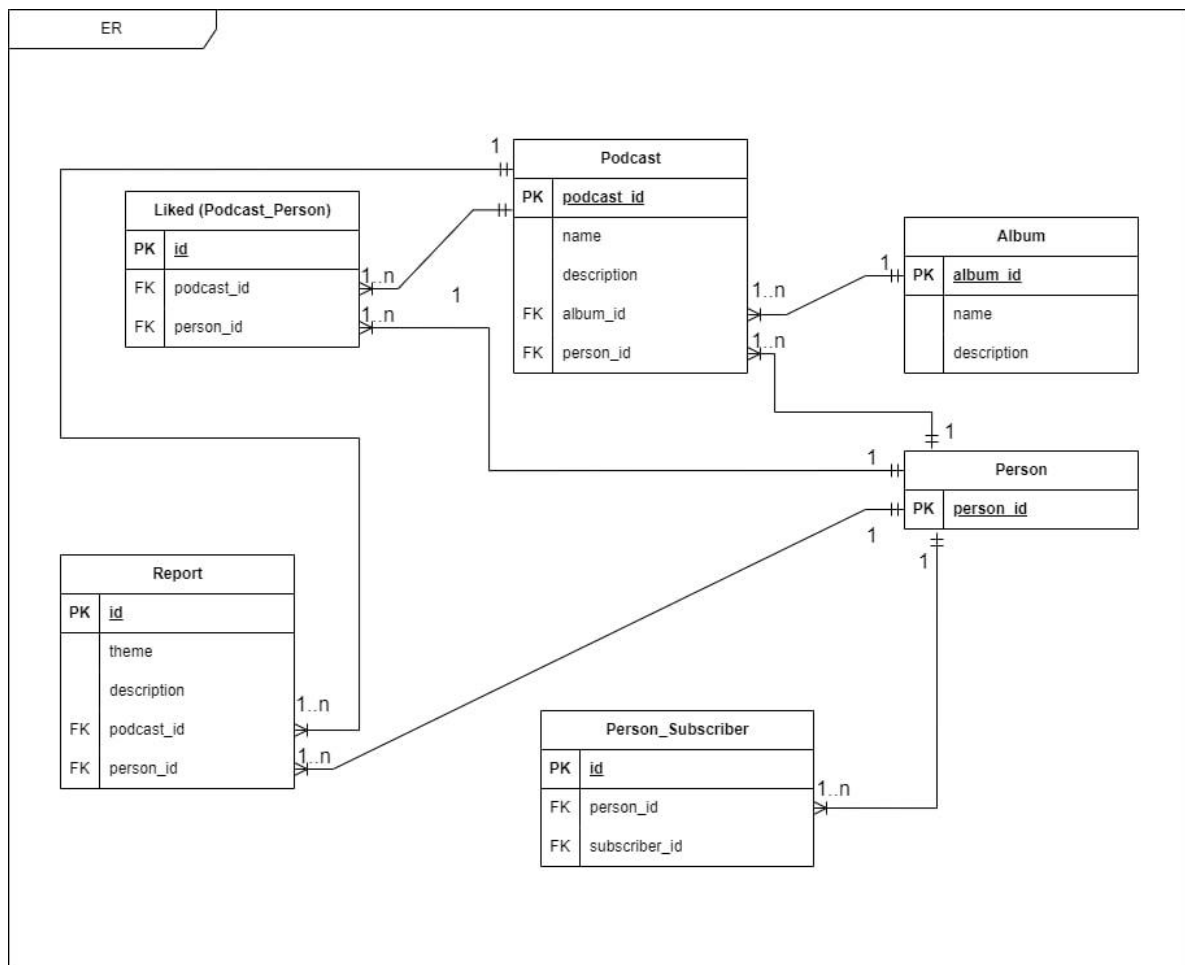 ER
1
Podcast
PK podcast_id
name
description
FK album_id
FK person_id
1..n
1..n
Liked (Podcast_Person)
PK id
FK podcast_id
FK person_id
1..n
1..n
1
Album
PK album_id
name
description
1
1
Person
PK person_id
1
1
1
Report
PK id
theme
description
FK podcast_id
FK person_id
1..n
1..n
Person_Subscriber
PK id
FK person_id
FK subscriber_id
1..n